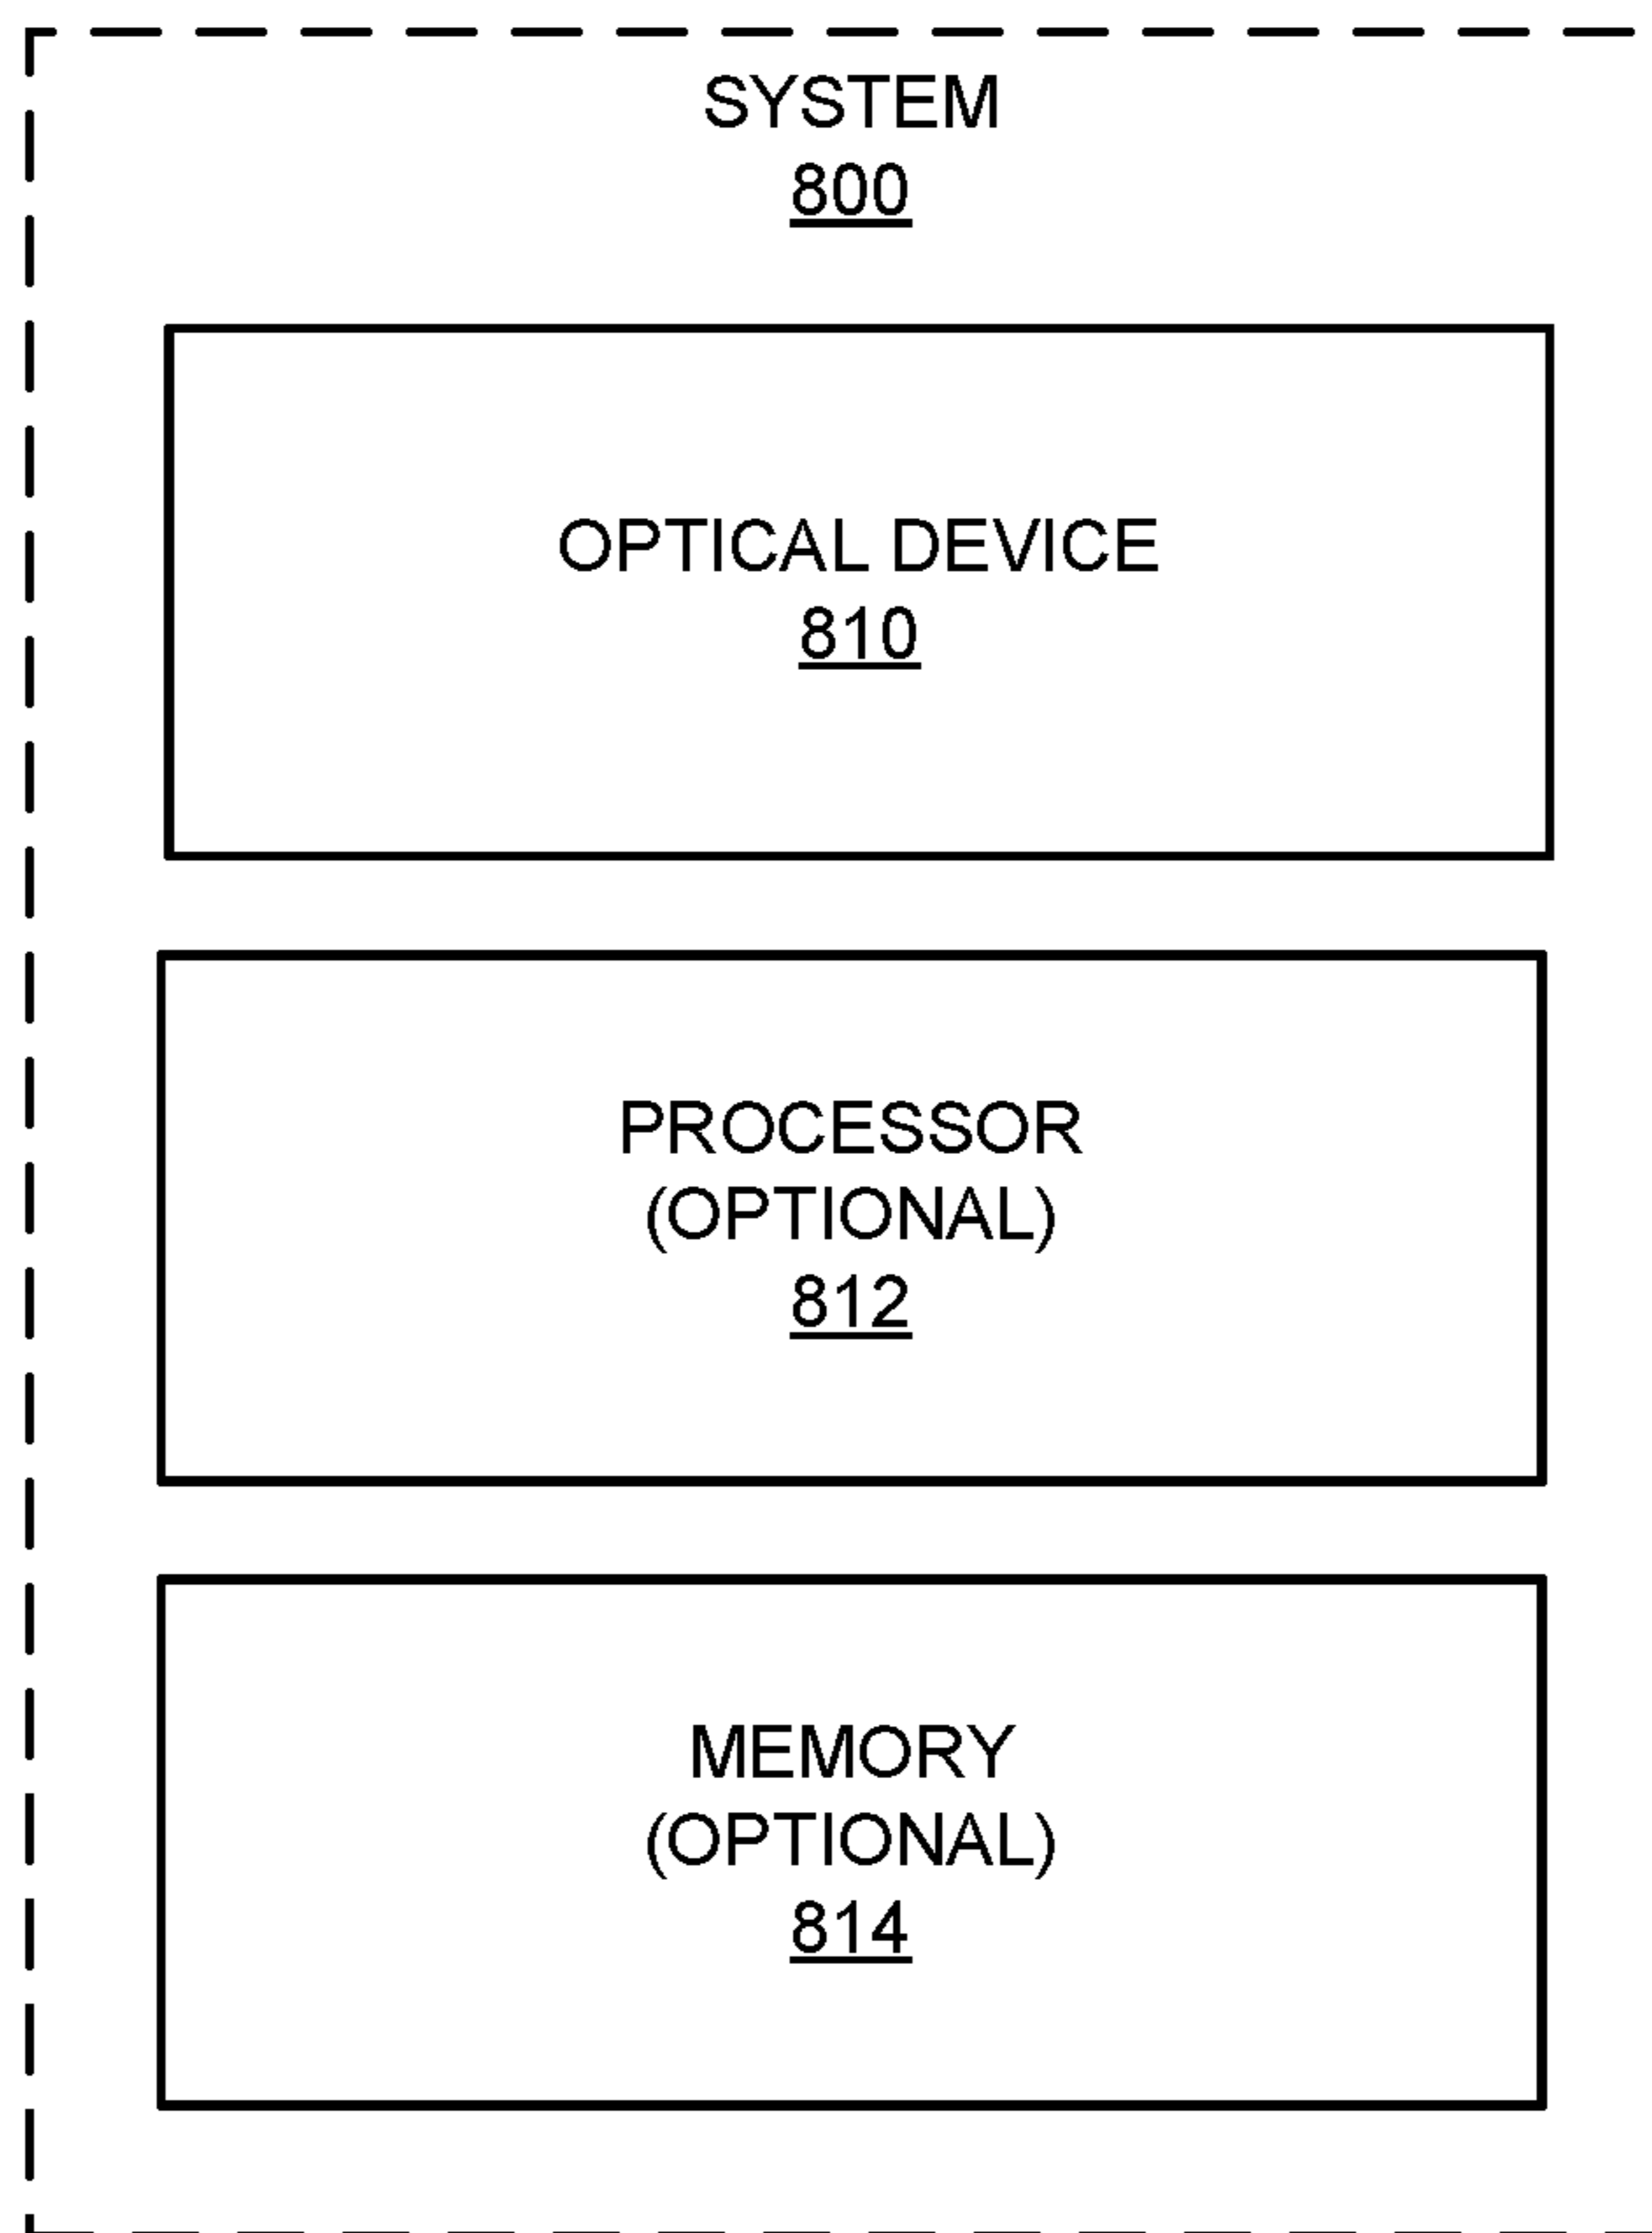 SYSTEM
800
OPTICAL DEVICE
810
PROCESSOR
(OPTIONAL)
812
MEMORY
(OPTIONAL)
814